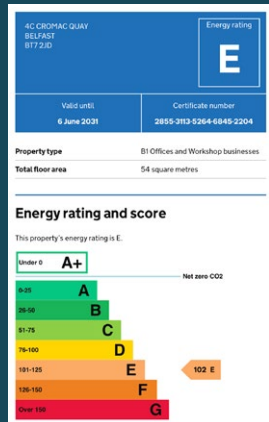 4C CROMAC QUAY
BELFAST
BT7 2JD
Energy rating
E
Valid until
6 June 2031
Certificate number
2855-3113-5264-6845-2204
Property type
B1 Offices and Workshop businesses
Total floor area
54 square metres
Energy rating and score
This property's energy rating is E.
Under 0 A+
Net zero CO2
0-25 A
26-50 B
51-75 C
76-100 D
101-125 E
102 E
126-150 F
Over 150 G